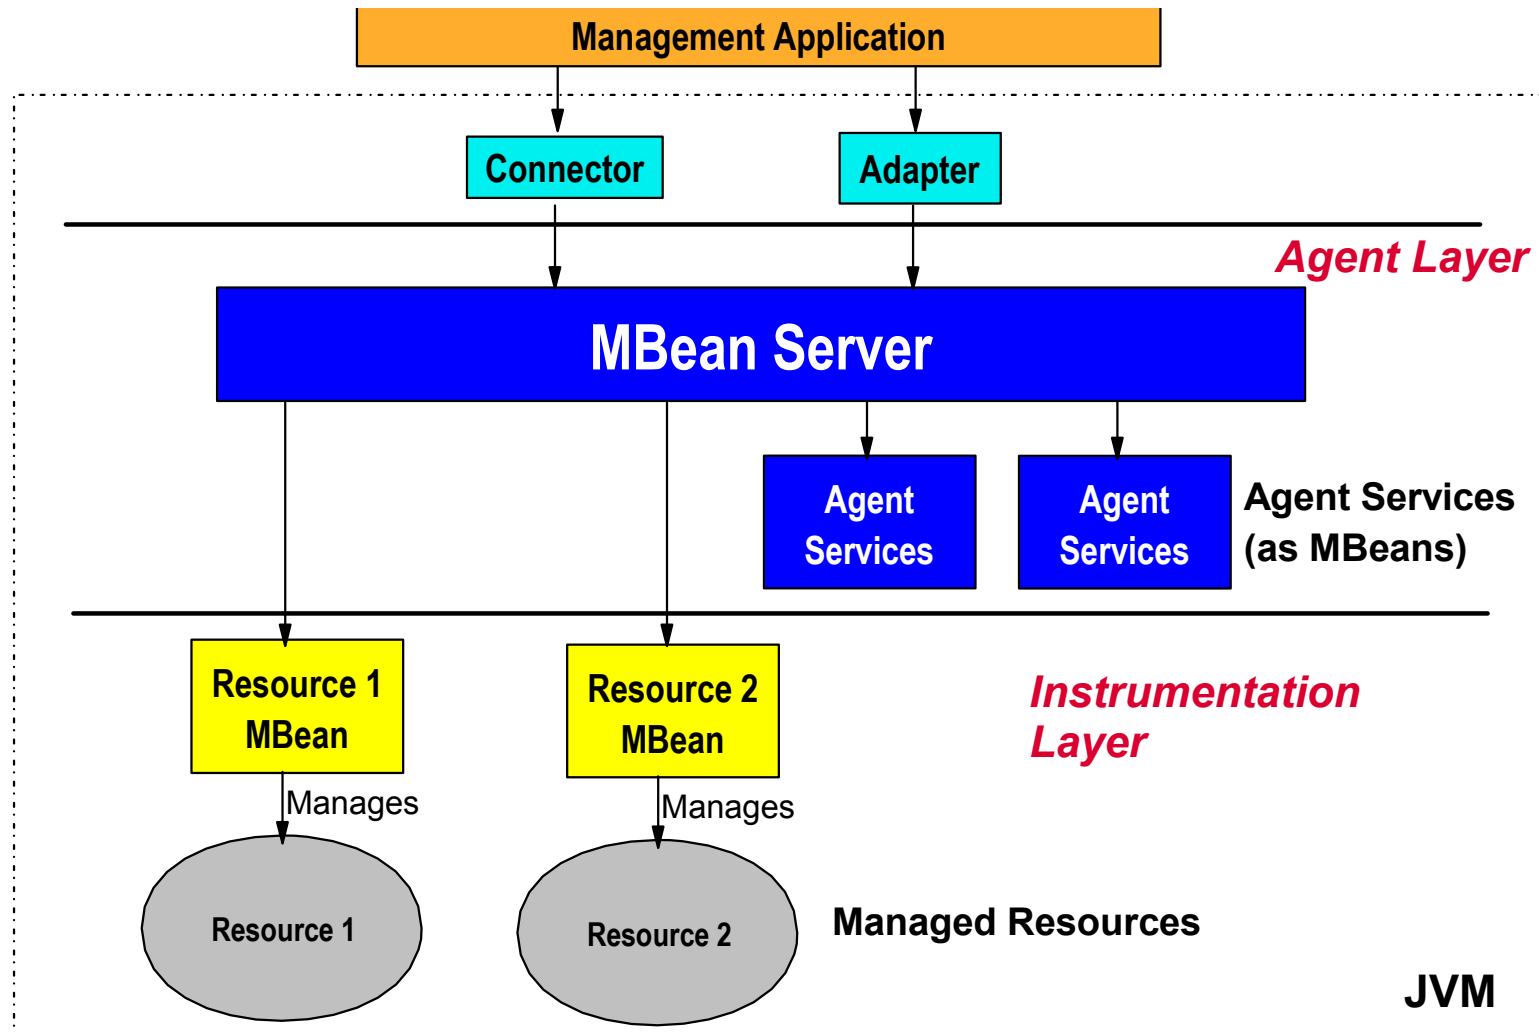 Management Application
Connector
Adapter
Agent Layer
MBean Server
Agent
Services
Agent
Services
Agent Services
(as MBeans)
Resource 1
MBean
Resource 2
MBean
Instrumentation
Layer
Manages
Manages
Resource 1
Resource 2
Managed Resources
JVM